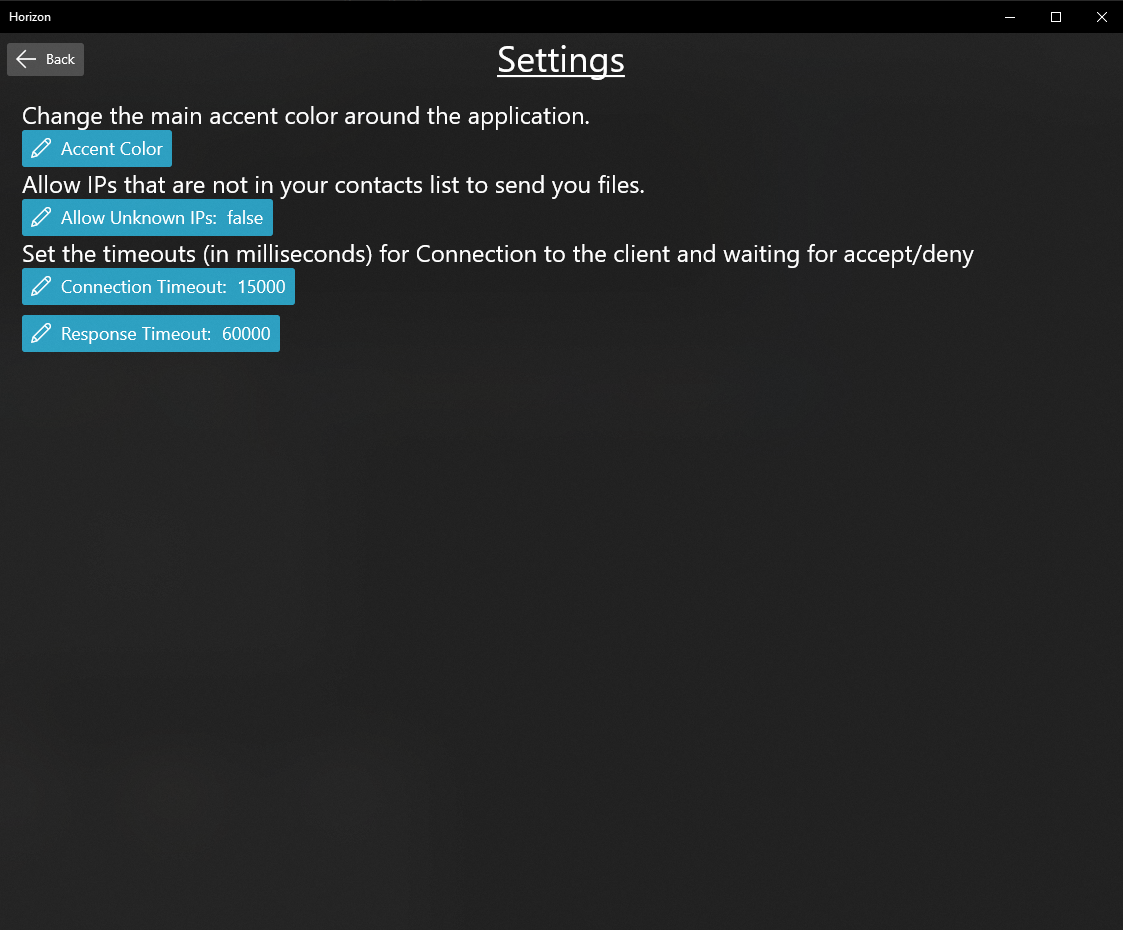 Horizon
Back
Settings
Change the main accent color around the application.
Accent Color
Allow IPs that are not in your contacts list to send you files.
Allow Unknown IPs: false
Set the timeouts (in milliseconds) for Connection to the client and waiting for accept/deny
Connection Timeout: 15000
Response Timeout: 60000